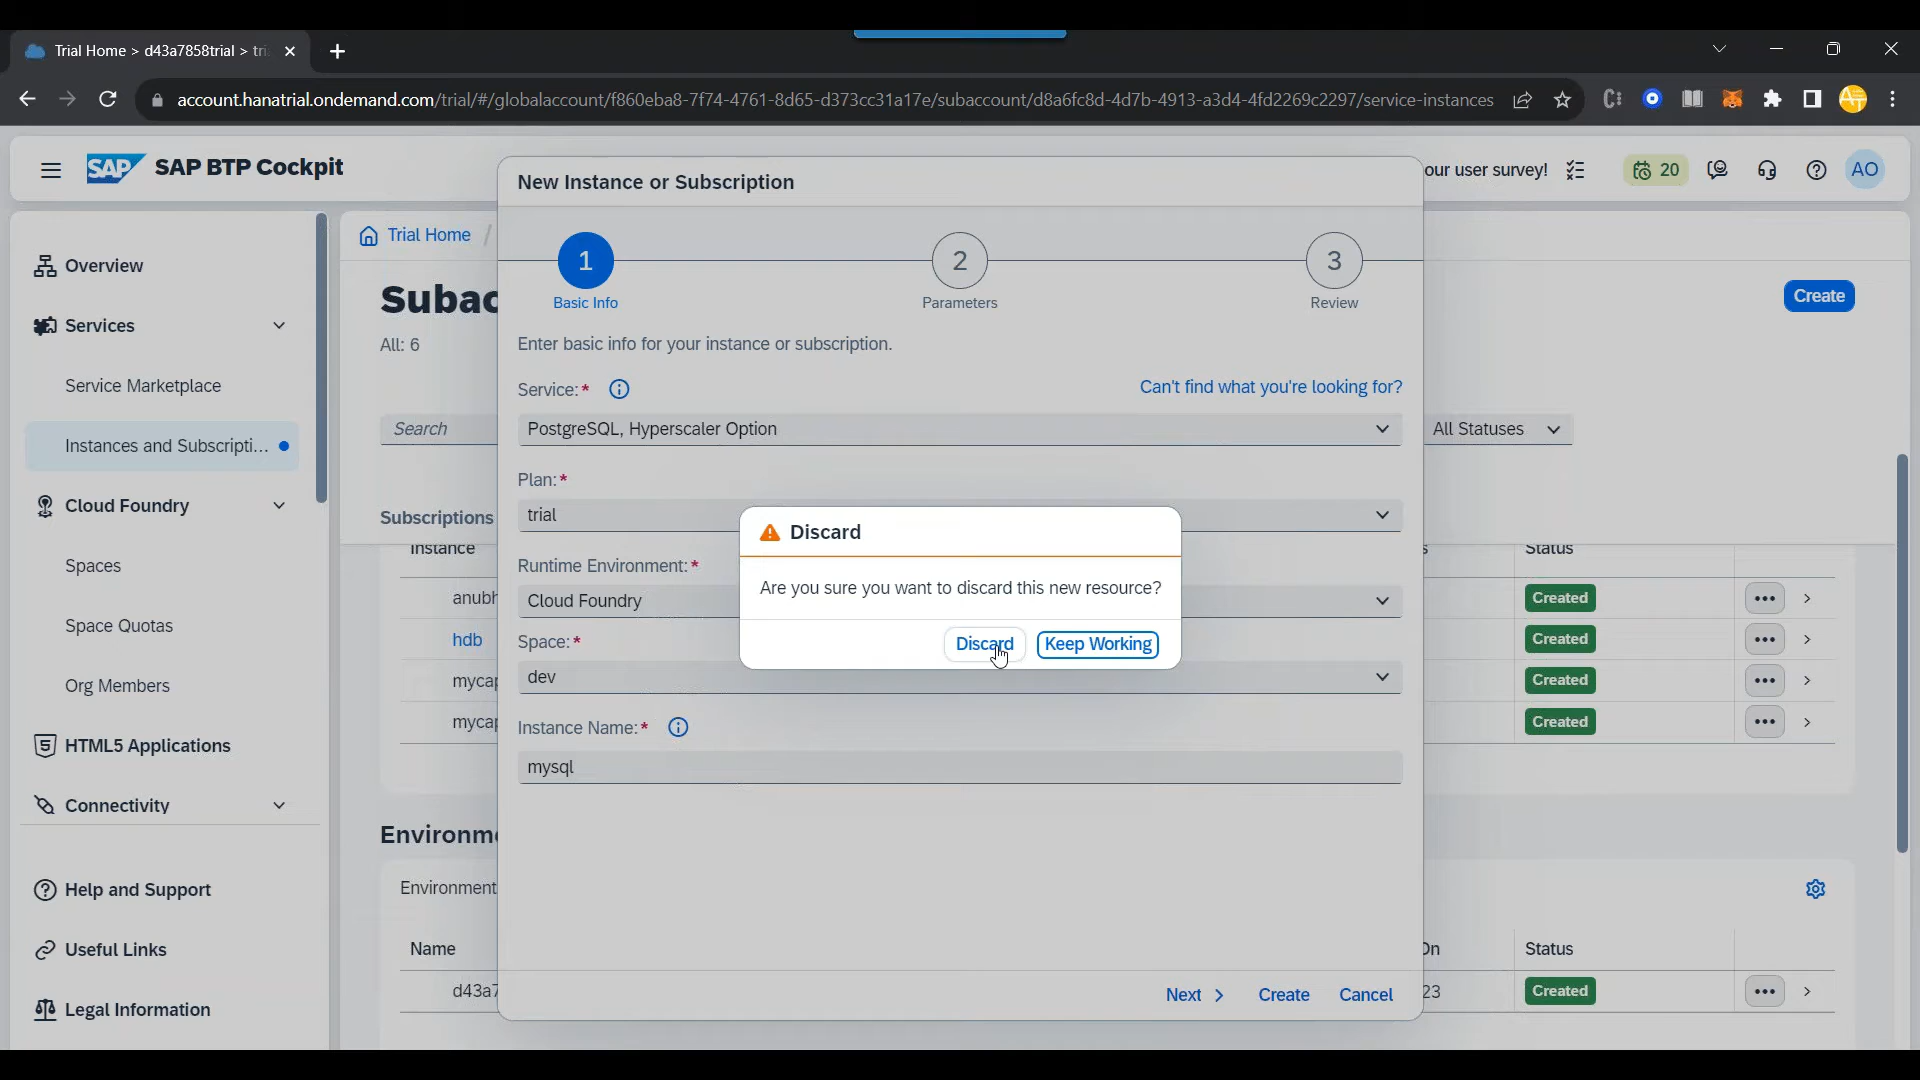 Trial Home > d43a7858trial > tri
account.hanatrial.ondemand.com/trial/#/globalaccount/f860eba8-7f74-4761-8d65-d373cc31a17e/subaccount/d8a6fc8d-4d7b-4913-a3d4-4fd2269c2297/service-instances
SAP SAP BTP Cockpit
our user survey!
20
AO
Overview
Services
Service Marketplace
Instances and Subscripti...
Cloud Foundry
Spaces
Space Quotas
Org Members
HTML5 Applications
Connectivity
Help and Support
Useful Links
Legal Information
Trial Home /
Subac
All: 6
Create
Search
All Statuses
Subscriptions
Instance
Status
anubh
Created
hdb
Created
mycap
Created
mycap
Created
Environme
Environment
Name
On
Status
d43a7
23
Created
New Instance or Subscription
1
2
3
Basic Info
Parameters
Review
Enter basic info for your instance or subscription.
Service:*
Can't find what you're looking for?
PostgreSQL, Hyperscaler Option
Plan:*
trial
Runtime Environment:*
Cloud Foundry
Space:*
dev
Instance Name:*
mysql
Next
Create
Cancel
Discard
Are you sure you want to discard this new resource?
Discard
Keep Working